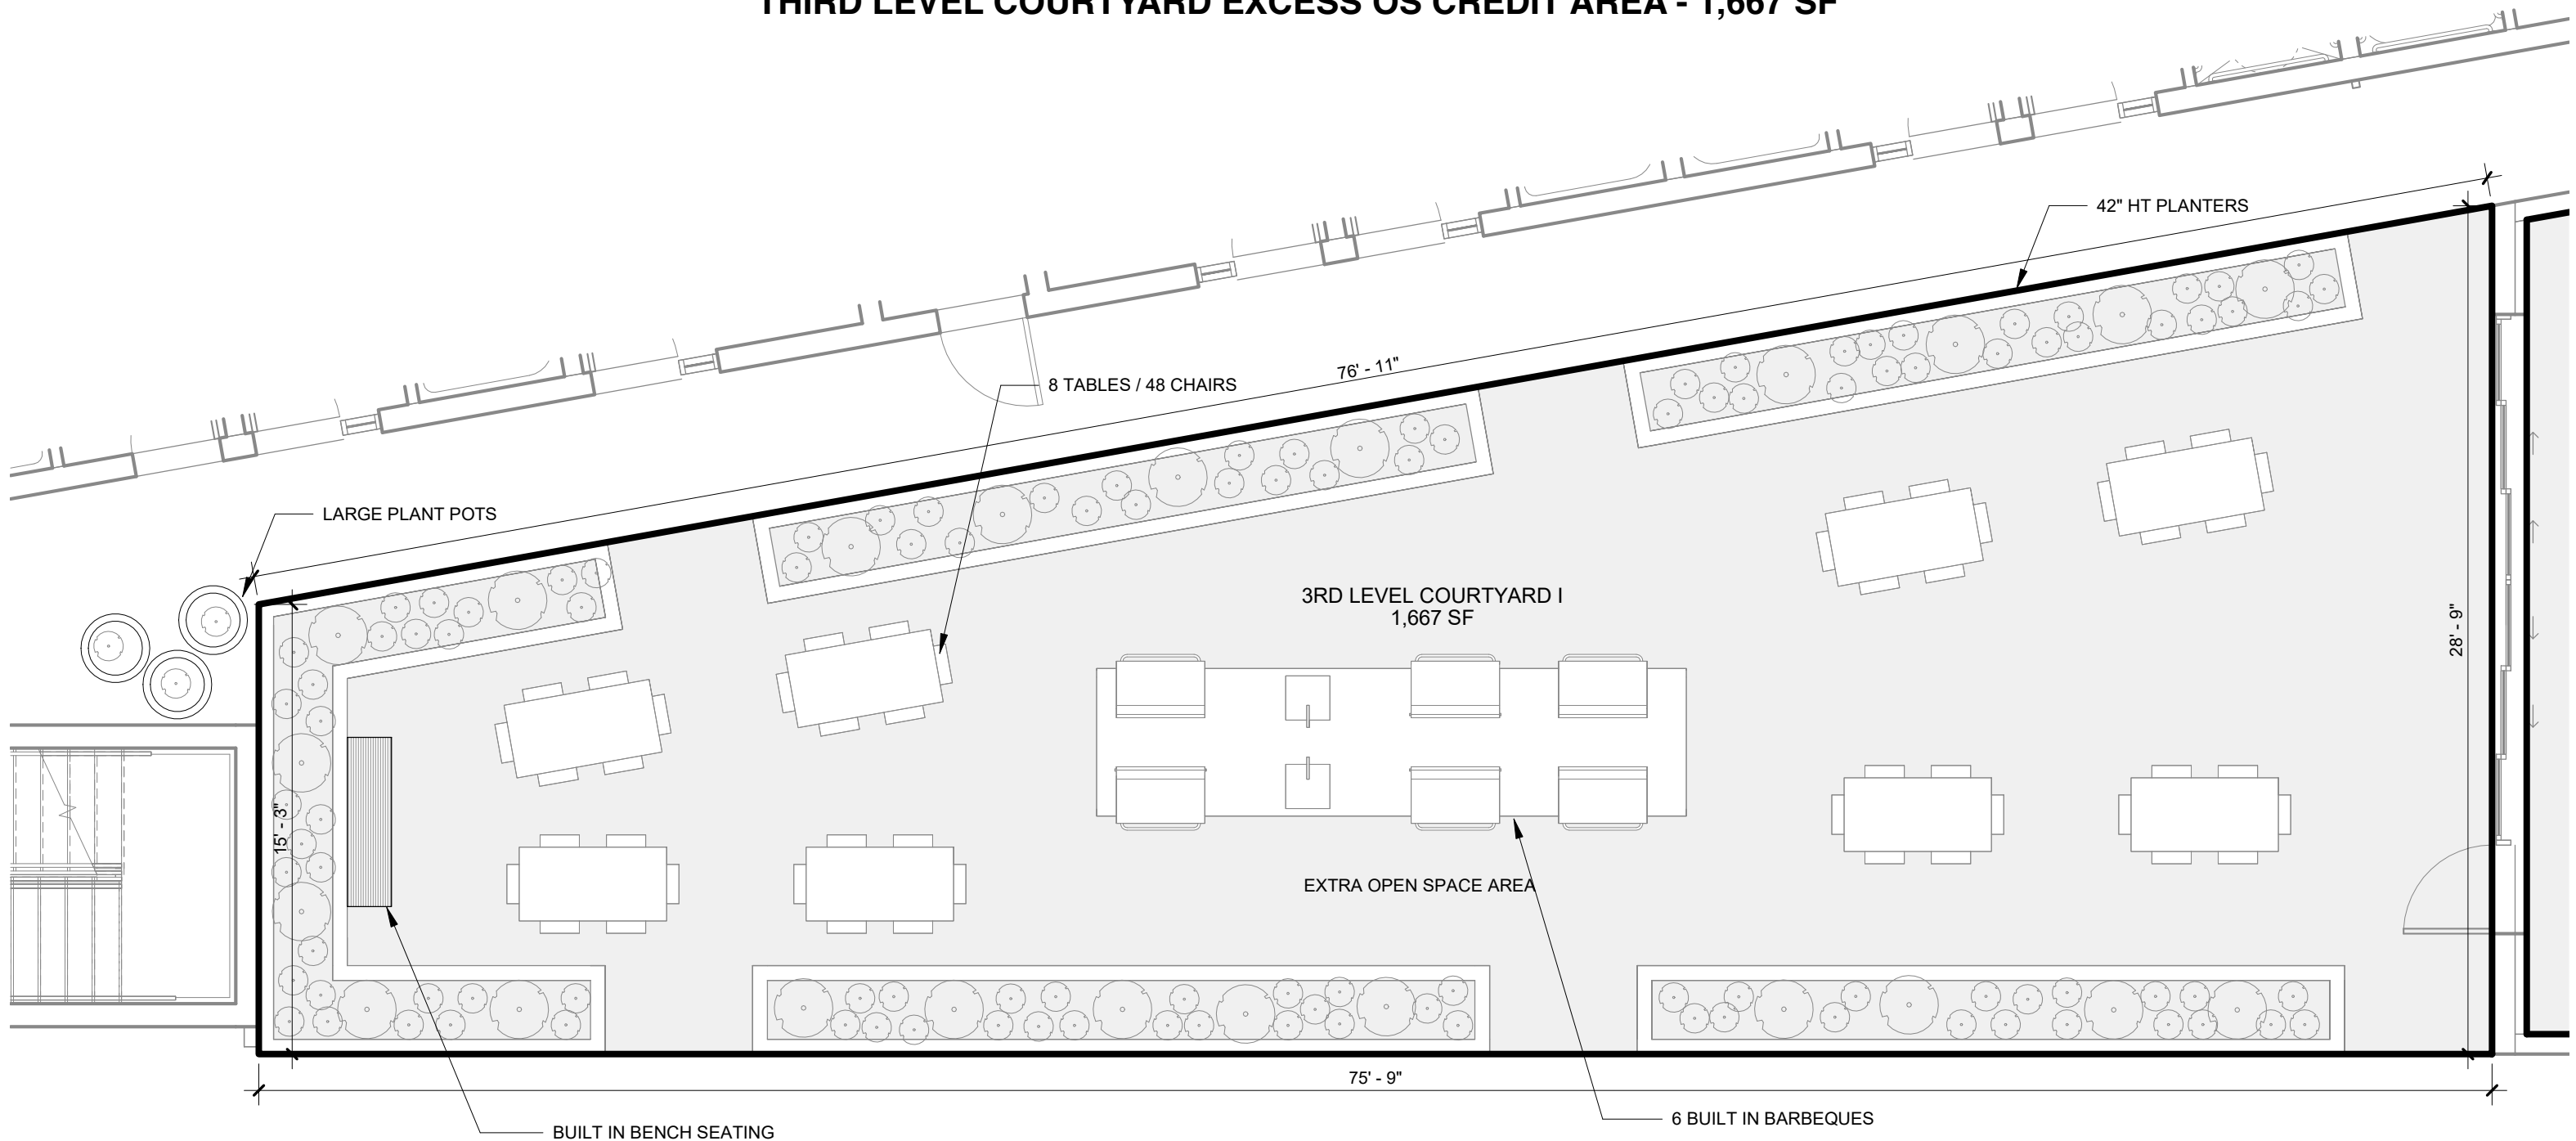 THIRD LEVEL COURTYARD EXCESS OS CREDIT AREA - 1,667 SF
42" HT PLANTERS
76' - 11"
8 TABLES / 48 CHAIRS
LARGE PLANT POTS
3RD LEVEL COURTYARD I
1,667 SF
28' - 9"
15' - 3"
EXTRA OPEN SPACE AREA
75' - 9"
6 BUILT IN BARBEQUES
BUILT IN BENCH SEATING